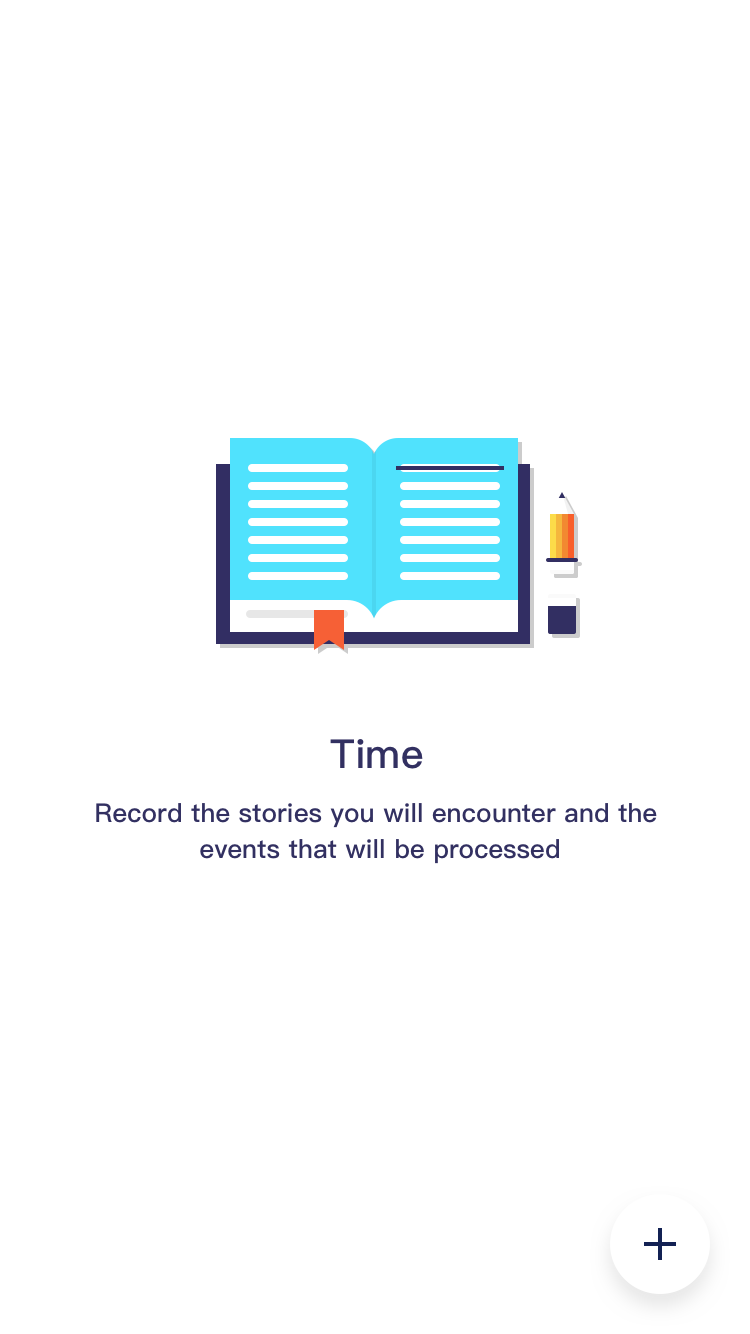 Time
Record the stories you will encounter and the
events that will be processed